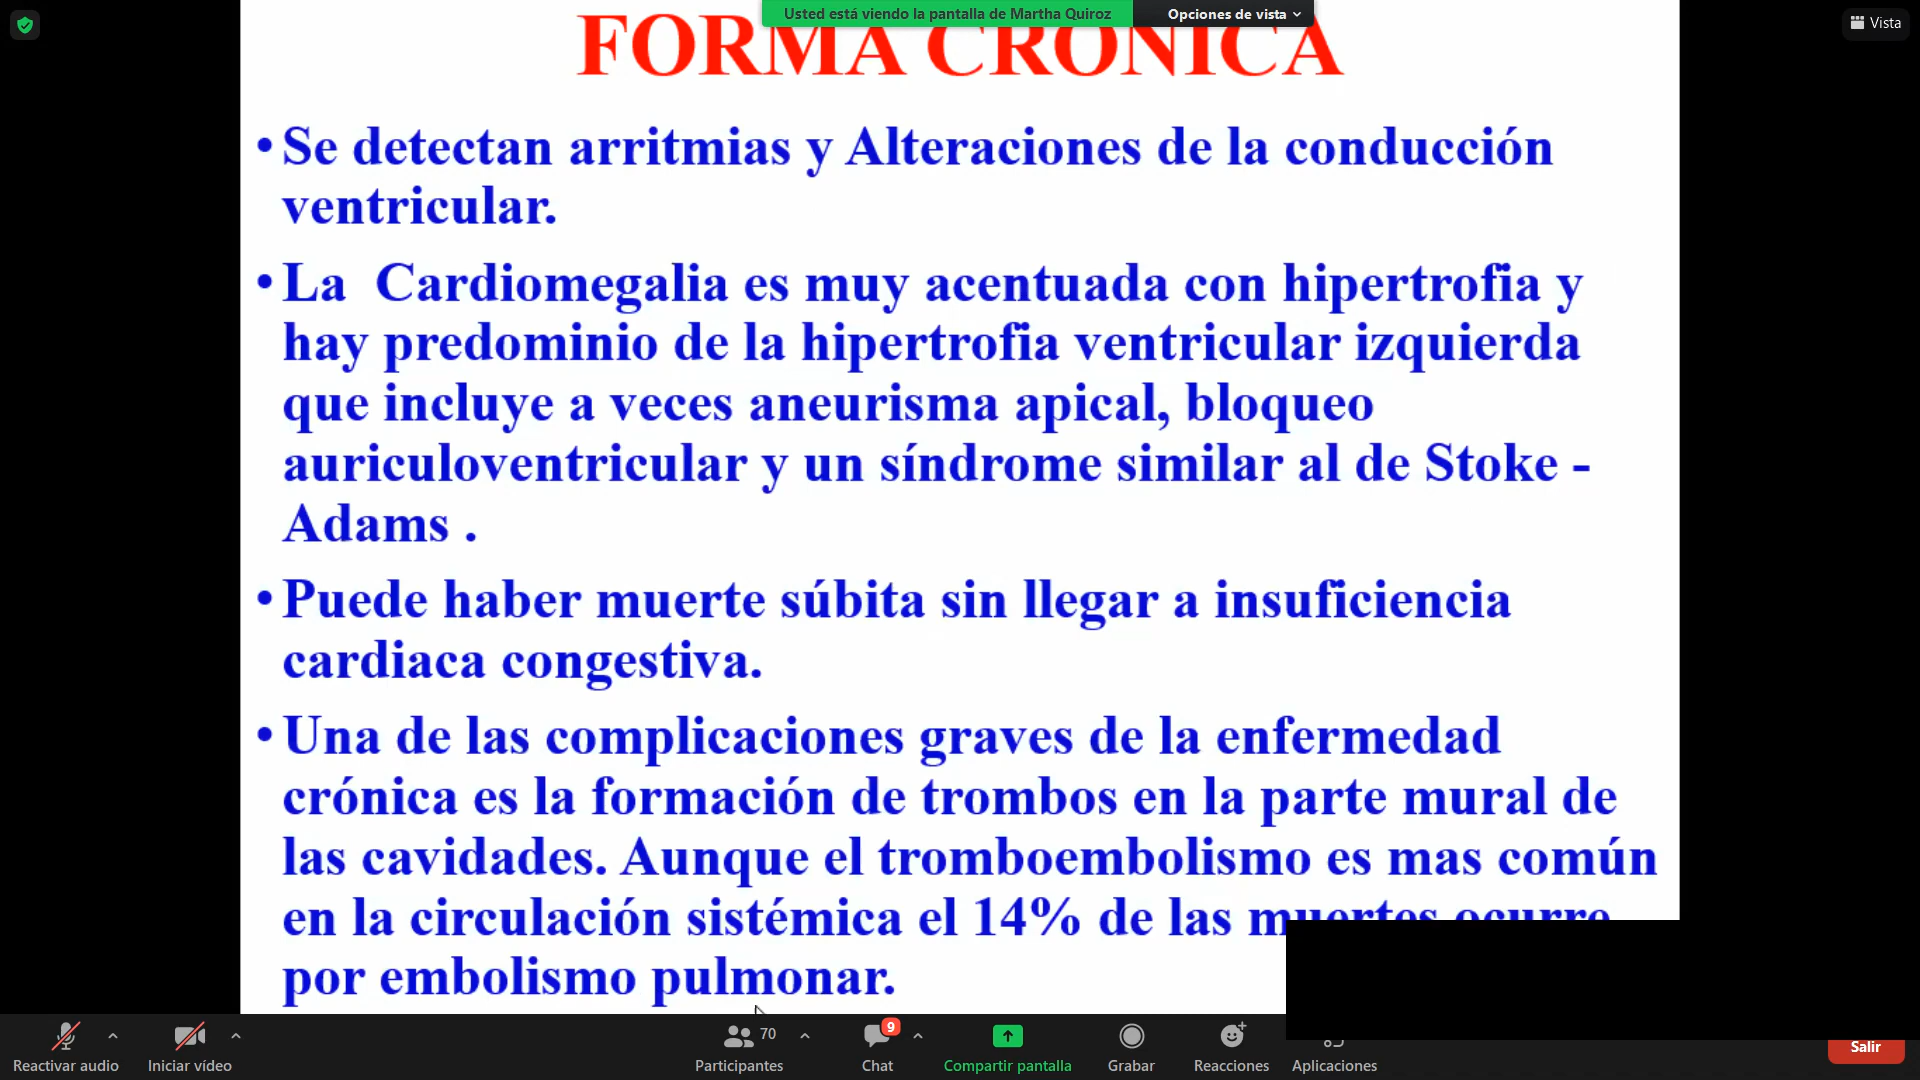 Usted está viendo la pantalla de Martha Quiroz
Opciones de vista
Vista
FORMA CRONICA
• Se detectan arritmias y Alteraciones de la conducción
ventricular.
• La Cardiomegalia es muy acentuada con hipertrofia y
hay predominio de la hipertrofia ventricular izquierda
que incluye a veces aneurisma apical, bloqueo
auriculoventricular y un síndrome similar al de Stoke -
Adams .
• Puede haber muerte súbita sin llegar a insuficiencia
cardiaca congestiva.
• Una de las complicaciones graves de la enfermedad
crónica es la formación de trombos en la parte mural de
las cavidades. Aunque el tromboembolismo es mas común
en la circulación sistémica el 14% de las muertes ocurre
por embolismo pulmonar.
Reactivar audio
Iniciar vídeo
70
Participantes
9
Chat
Compartir pantalla
Grabar
Reacciones
Aplicaciones
Salir